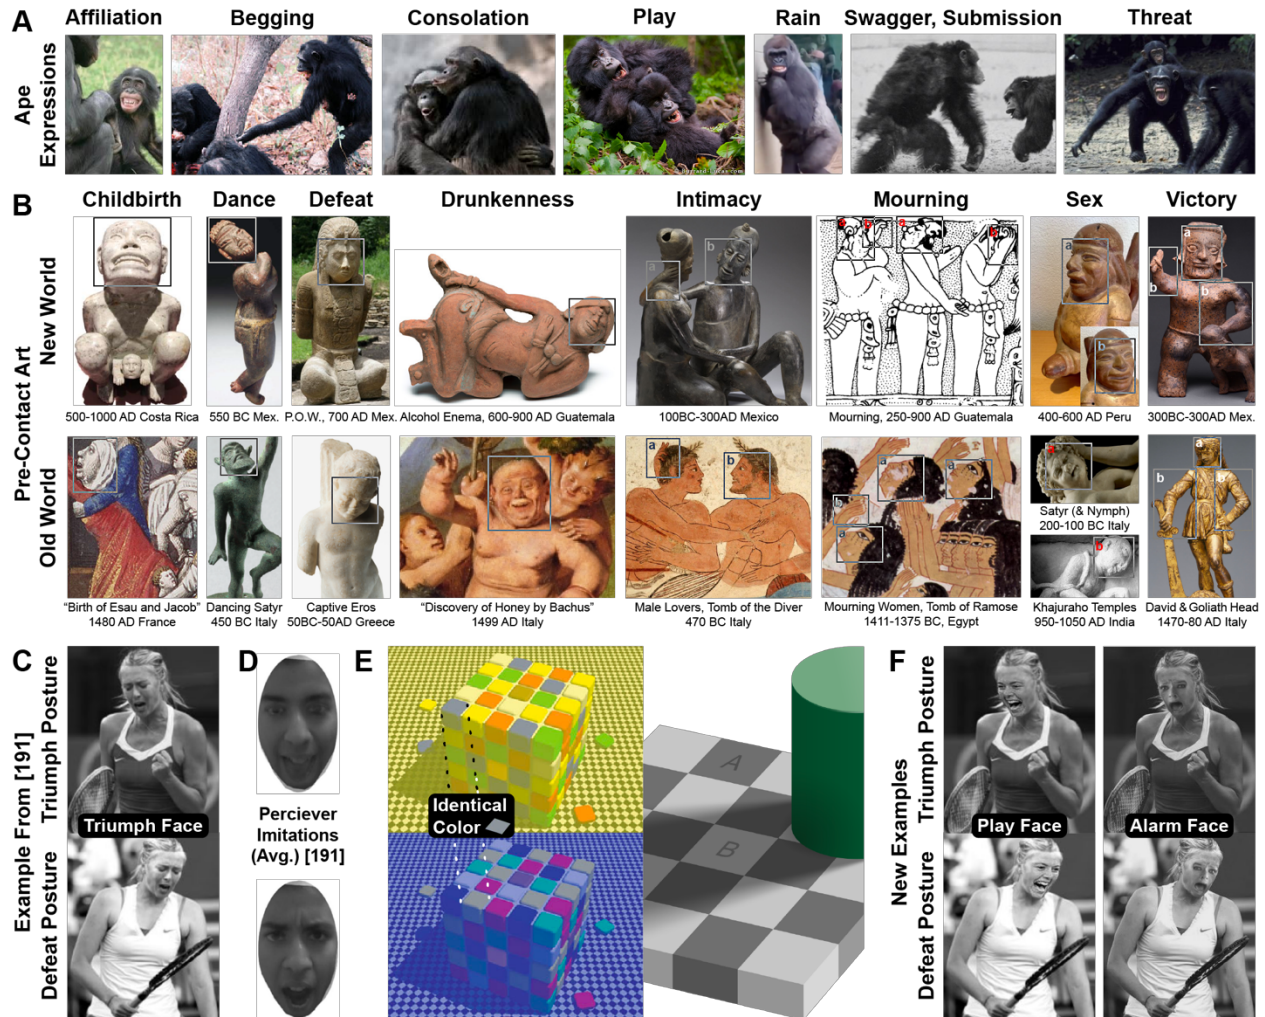 A
Affiliation
Begging
Consolation
Play
Rain
Swagger, Submission
Threat
Ape
Expressions
B
Childbirth
Dance
Defeat
Drunkenness
Intimacy
Mourning
Sex
Victory
Pre-Contact Art
New World
a
b
a
b
a
b
a
b
a
b
b
500-1000 AD Costa Rica
550 BC Mex.
P.O.W., 700 AD Mex.
Alcohol Enema, 600-900 AD Guatemala
100BC-300AD Mexico
Mourning, 250-900 AD Guatemala
400-600 AD Peru
300BC-300AD Mex.
Old World
a
b
a
a
b
a
a
b
a
b
b
Satyr (& Nymph)
200-100 BC Italy
"Birth of Esau and Jacob"
1480 AD France
Dancing Satyr
450 BC Italy
Captive Eros
50BC-50AD Greece
"Discovery of Honey by Bachus"
1499 AD Italy
Male Lovers, Tomb of the Diver
470 BC Italy
Mourning Women, Tomb of Ramose
1411-1375 BC, Egypt
Khajuraho Temples
950-1050 AD India
David & Goliath Head
1470-80 AD Italy
C
Example From [191]
Triumph Posture
Defeat Posture
Triumph Face
D
Perciever
Imitations
(Avg.) [191]
E
Identical
Color
A
B
F
New Examples
Triumph Posture
Defeat Posture
Play Face
Alarm Face